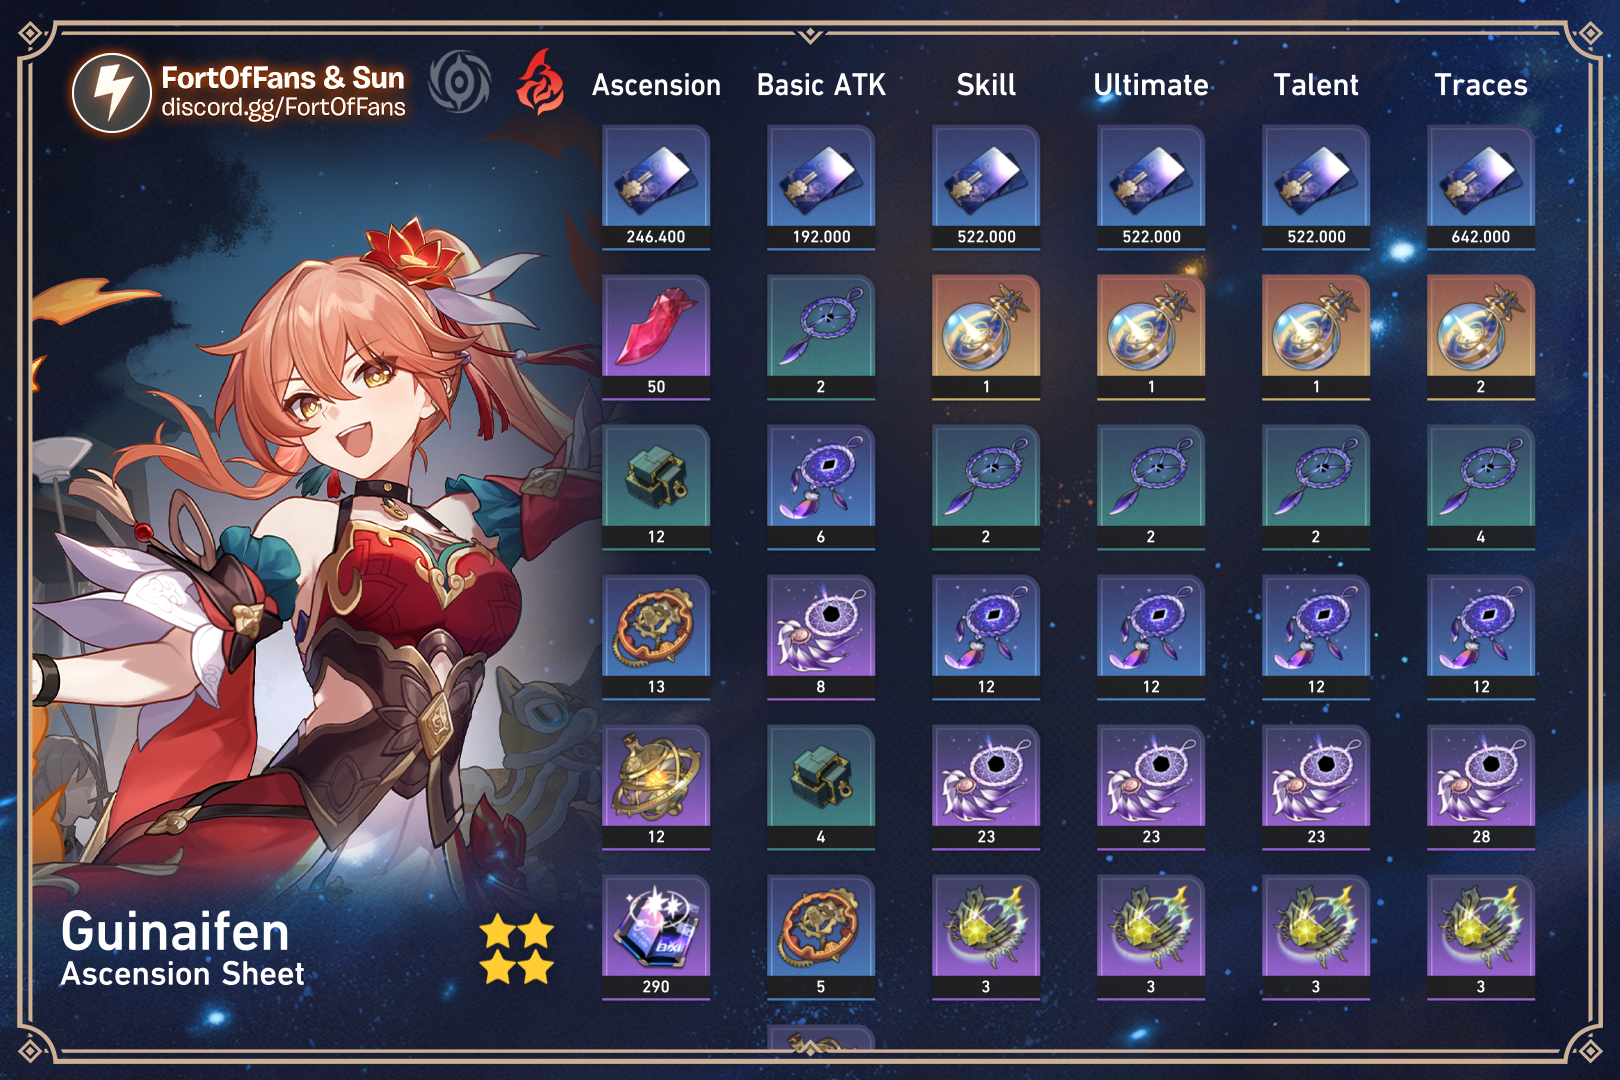 FortOfFans & Sun
discord.gg/FortOfFans
Ascension Basic ATK Skill Ultimate Talent Traces
246.400 192.000 522.000 522.000 522.000 642.000
50 2 1 1 1 2
12 6 2 2 2 4
13 8 12 12 12 12
12 4 23 23 23 28
290 5 3 3 3 3
Guinaifen
Ascension Sheet